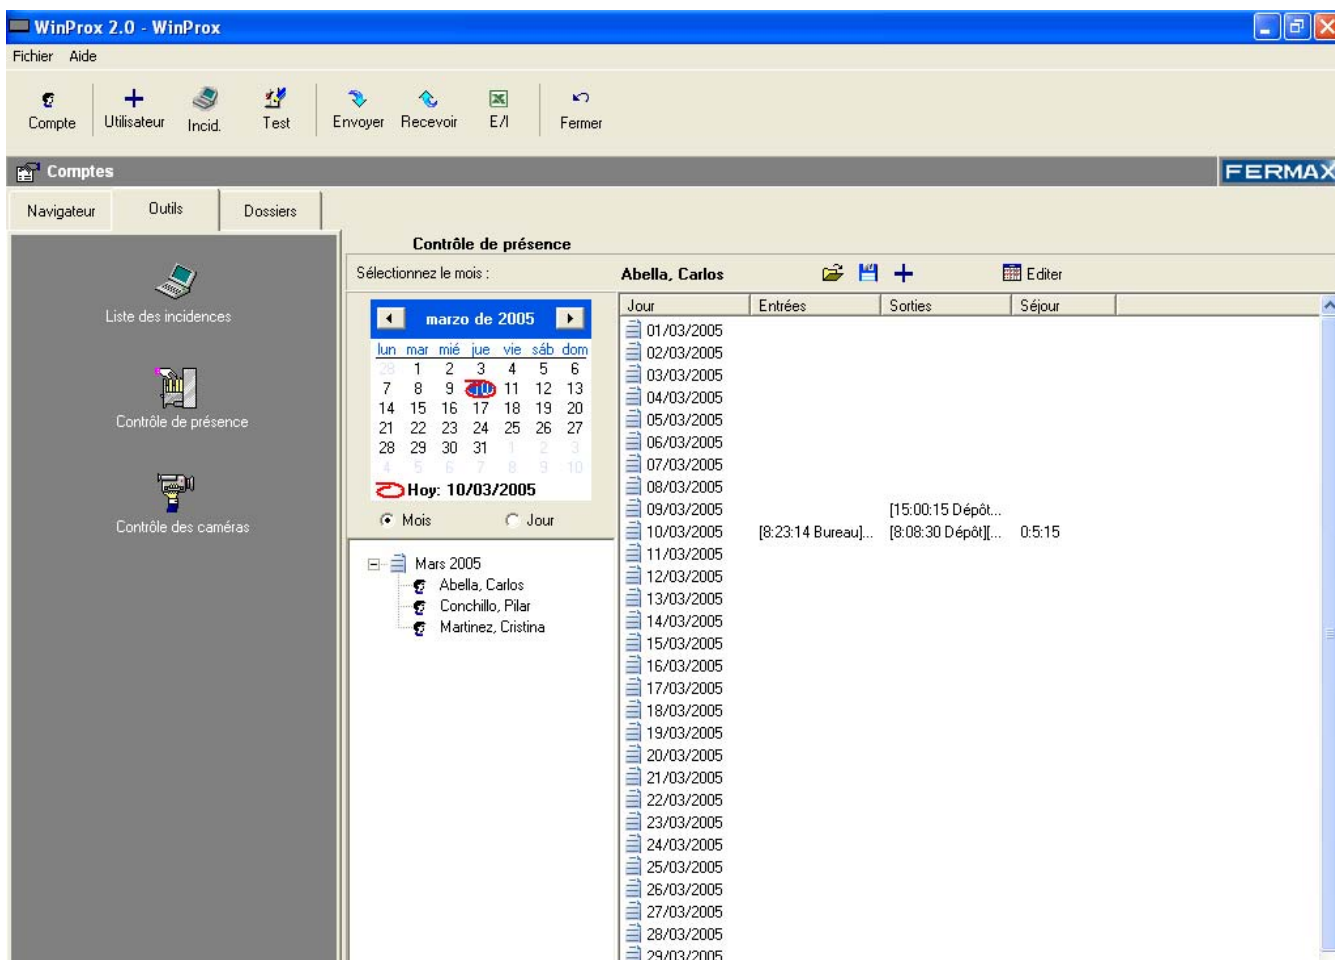 WinProx 2.0 - WinProx
Fichier Aide
Compte Utilisateur Incid. Test Envoyer Recevoir E/I Fermer
Comptes FERMAX
Navigateur Outils Dossiers
Liste des incidences
Contrôle de présence
Contrôle des caméras
Contrôle de présence
Sélectionnez le mois :
marzo de 2005
lun mar mié jue vie sáb dom
28 1 2 3 4 5 6
7 8 9 10 11 12 13
14 15 16 17 18 19 20
21 22 23 24 25 26 27
28 29 30 31 1 2 3
4 5 6 7 8 9 10
Hoy: 10/03/2005
Mois Jour
Mars 2005
Abella, Carlos
Conchillo, Pilar
Martinez, Cristina
Abella, Carlos Editer
Jour Entrées Sorties Séjour
01/03/2005
02/03/2005
03/03/2005
04/03/2005
05/03/2005
06/03/2005
07/03/2005
08/03/2005
09/03/2005 [15:00:15 Dépôt...
10/03/2005 [8:23:14 Bureau]... [8:08:30 Dépôt][... 0:5:15
11/03/2005
12/03/2005
13/03/2005
14/03/2005
15/03/2005
16/03/2005
17/03/2005
18/03/2005
19/03/2005
20/03/2005
21/03/2005
22/03/2005
23/03/2005
24/03/2005
25/03/2005
26/03/2005
27/03/2005
28/03/2005
29/03/2005